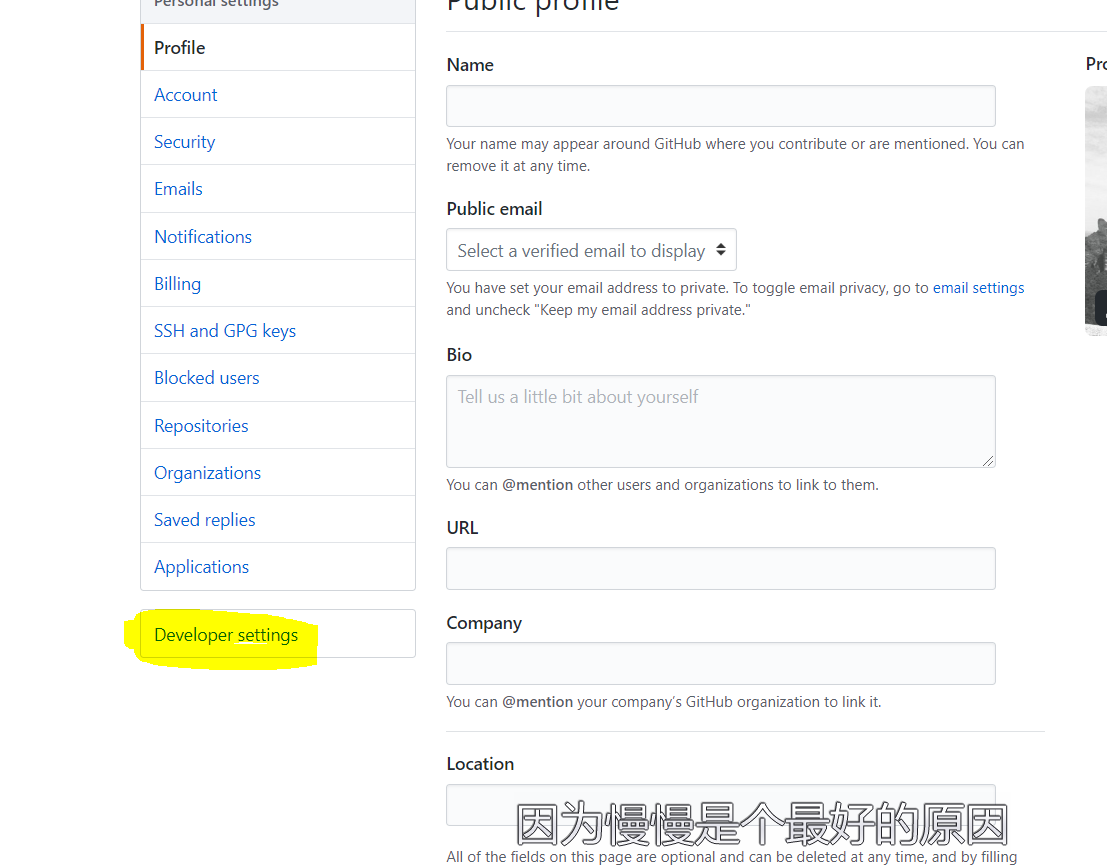 Personal settings
Profile
Account
Security
Emails
Notifications
Billing
SSH and GPG keys
Blocked users
Repositories
Organizations
Saved replies
Applications
Developer settings
Public profile
Name
Your name may appear around GitHub where you contribute or are mentioned. You can
remove it at any time.
Public email
Select a verified email to display
You have set your email address to private. To toggle email privacy, go to email settings
and uncheck "Keep my email address private."
Bio
Tell us a little bit about yourself
You can @mention other users and organizations to link to them.
URL
Company
You can @mention your company's GitHub organization to link it.
Location
因为慢慢是个最好的原因
All of the fields on this page are optional and can be deleted at any time, and by filling
Pro